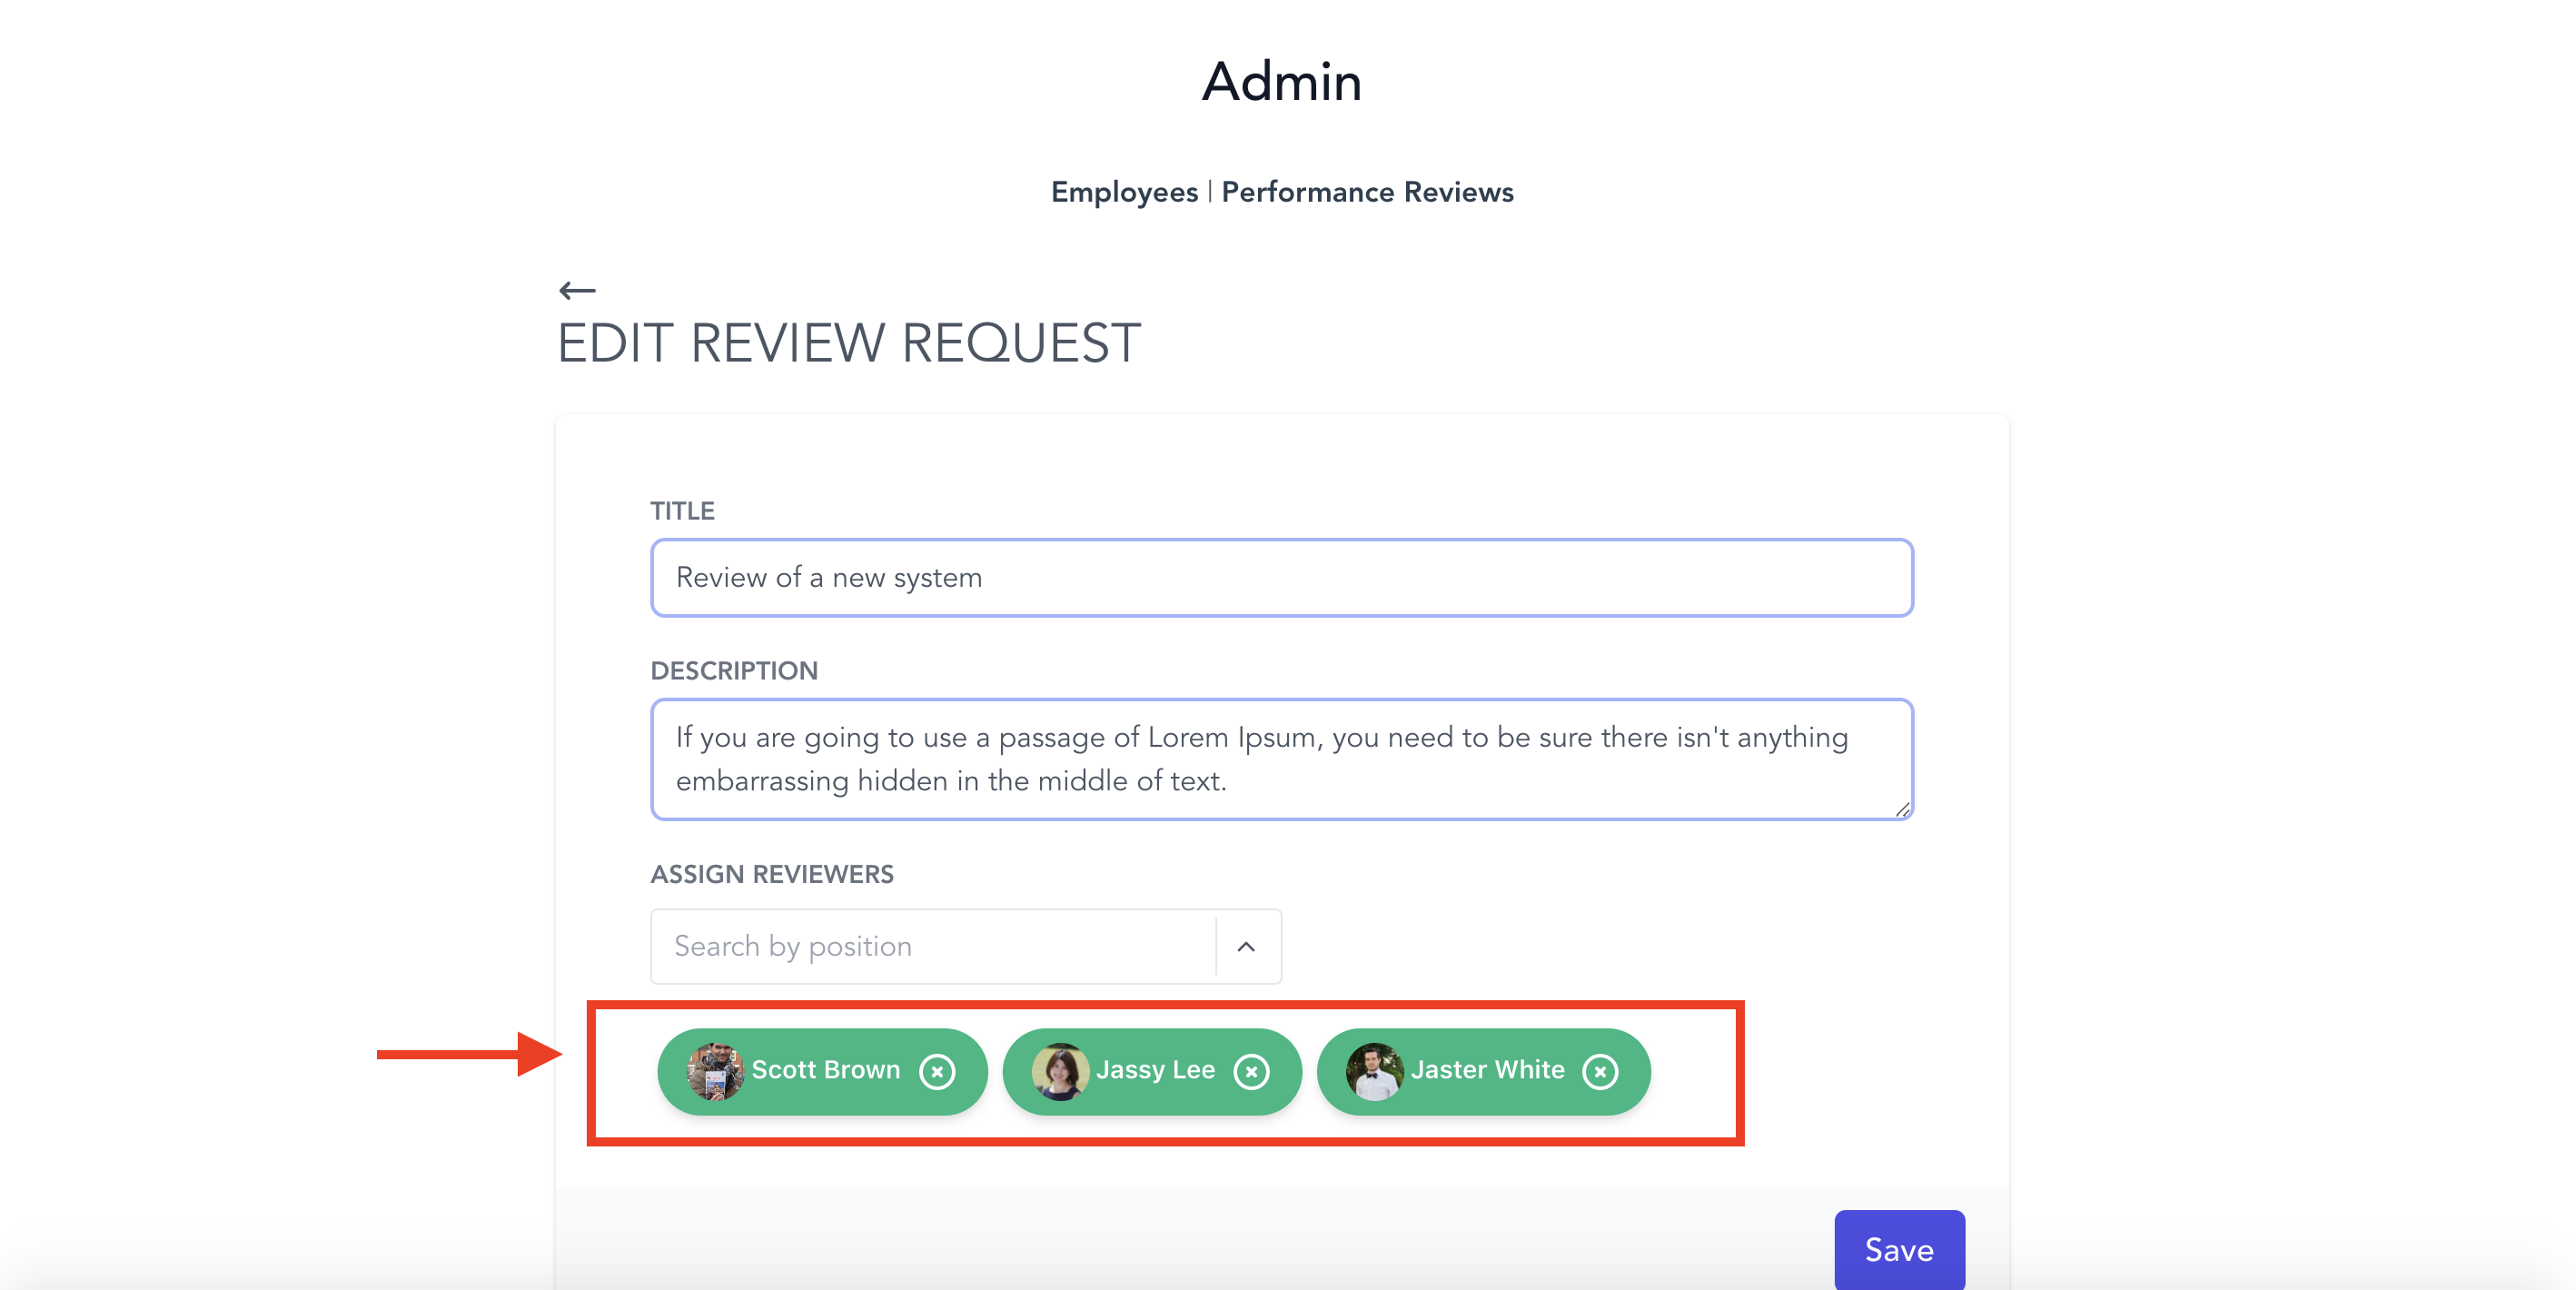 Admin
Employees | Performance Reviews
EDIT REVIEW REQUEST
TITLE
Review of a new system
DESCRIPTION
If you are going to use a passage of Lorem Ipsum, you need to be sure there isn't anything
embarrassing hidden in the middle of text.
ASSIGN REVIEWERS
Search by position
Scott Brown Jassy Lee Jaster White
Save